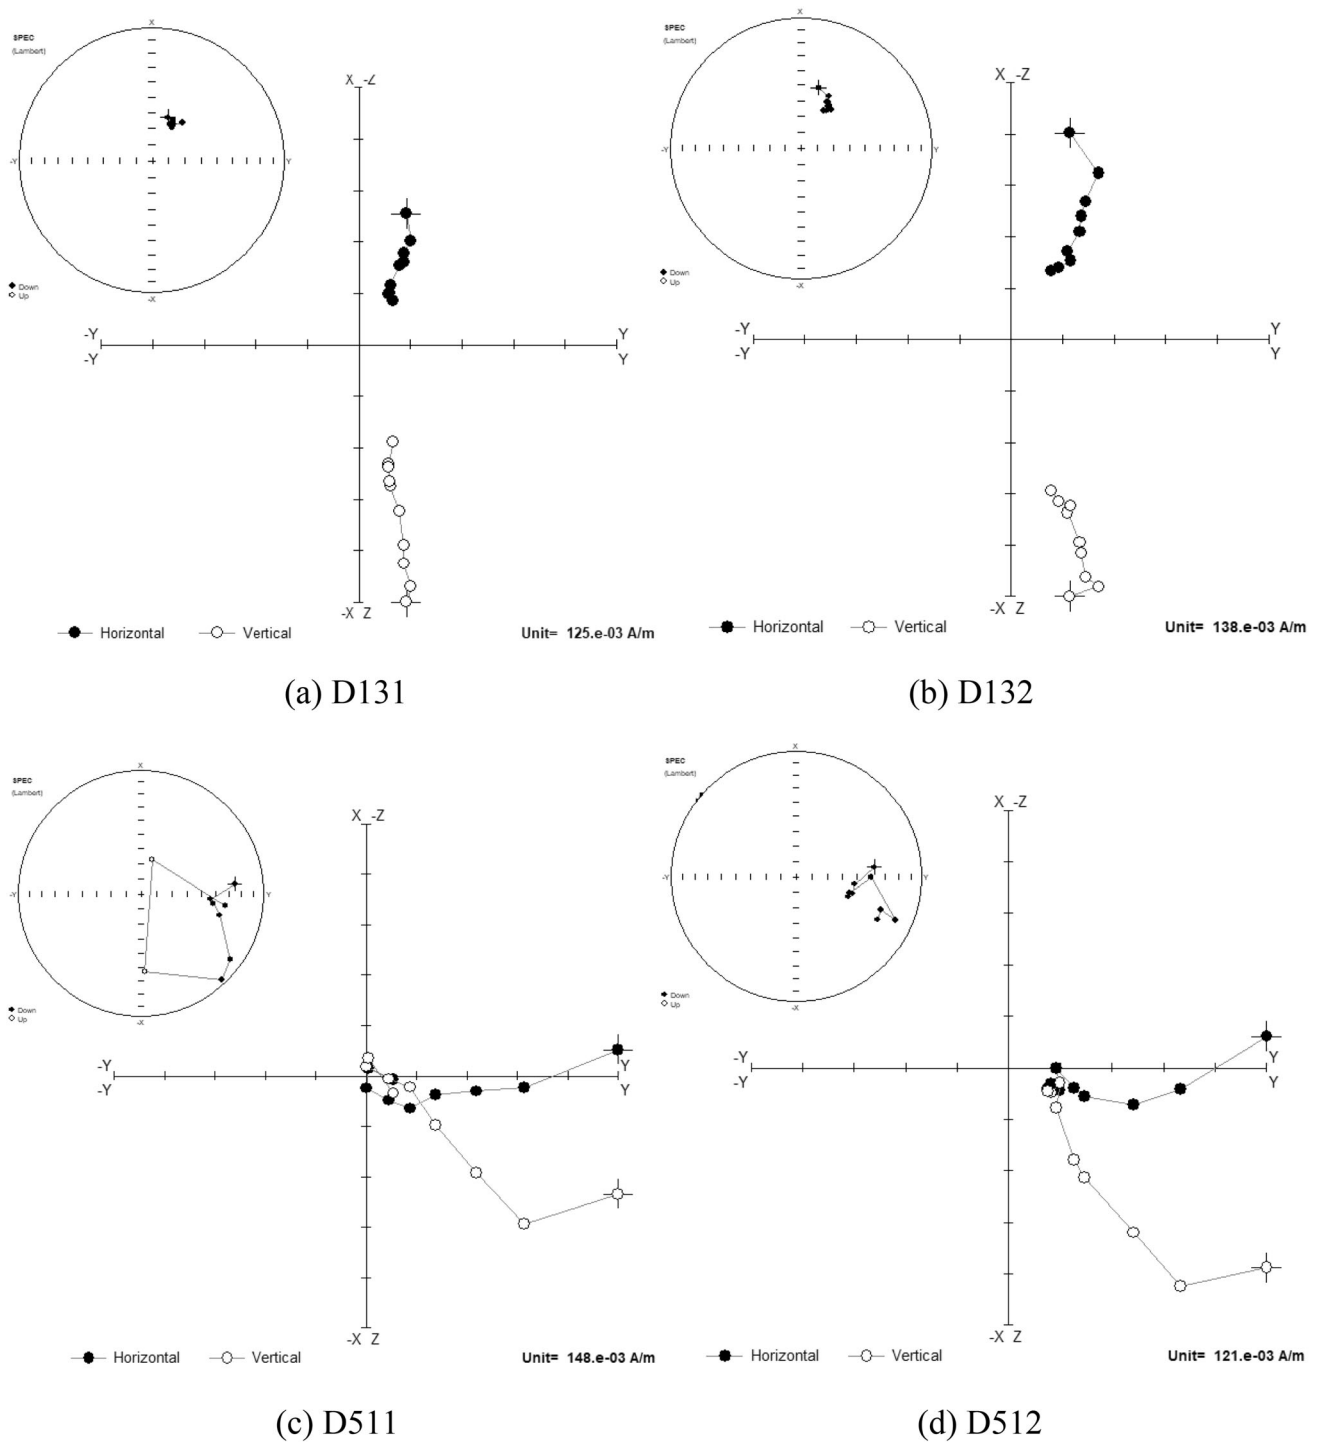 X
SPEC
(Lambert)
-Y
Y
-X
Down
Up
X -Z
-Y
Y
-Y
Y
-X Z
Horizontal
Vertical
Unit= 125.e-03 A/m
(a) D131
X
SPEC
(Lambert)
-Y
Y
-X
Down
Up
X -Z
-Y
Y
-Y
Y
-X Z
Horizontal
Vertical
Unit= 138.e-03 A/m
(b) D132
X
SPEC
(Lambert)
-Y
Y
-X
Down
Up
X -Z
-Y
Y
-Y
Y
-X Z
Horizontal
Vertical
Unit= 148.e-03 A/m
(c) D511
X
SPEC
(Lambert)
-Y
Y
-X
Down
Up
X -Z
-Y
Y
-Y
Y
-X Z
Horizontal
Vertical
Unit= 121.e-03 A/m
(d) D512